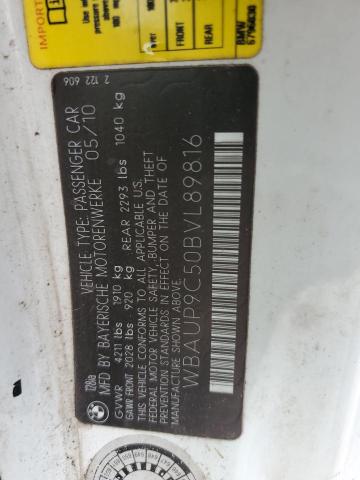 IMPORT
128ia
VEHICLE TYPE: PASSENGER CAR
MFD BY BAYERISCHE MOTORENWERKE 05/10
GVWR 4211 lbs 1910 kg
GAWR FRONT 2028 lbs 920 kg REAR 2293 lbs 1040 kg
THIS VEHICLE CONFORMS TO ALL APPLICABLE U.S.
FEDERAL MOTOR VEHICLE SAFETY, BUMPER AND THEFT
PREVENTION STANDARDS IN EFFECT ON THE DATE OF
MANUFACTURE SHOWN ABOVE.
WBAUP9C50BVL89816
2 122 606
BMW
REAR